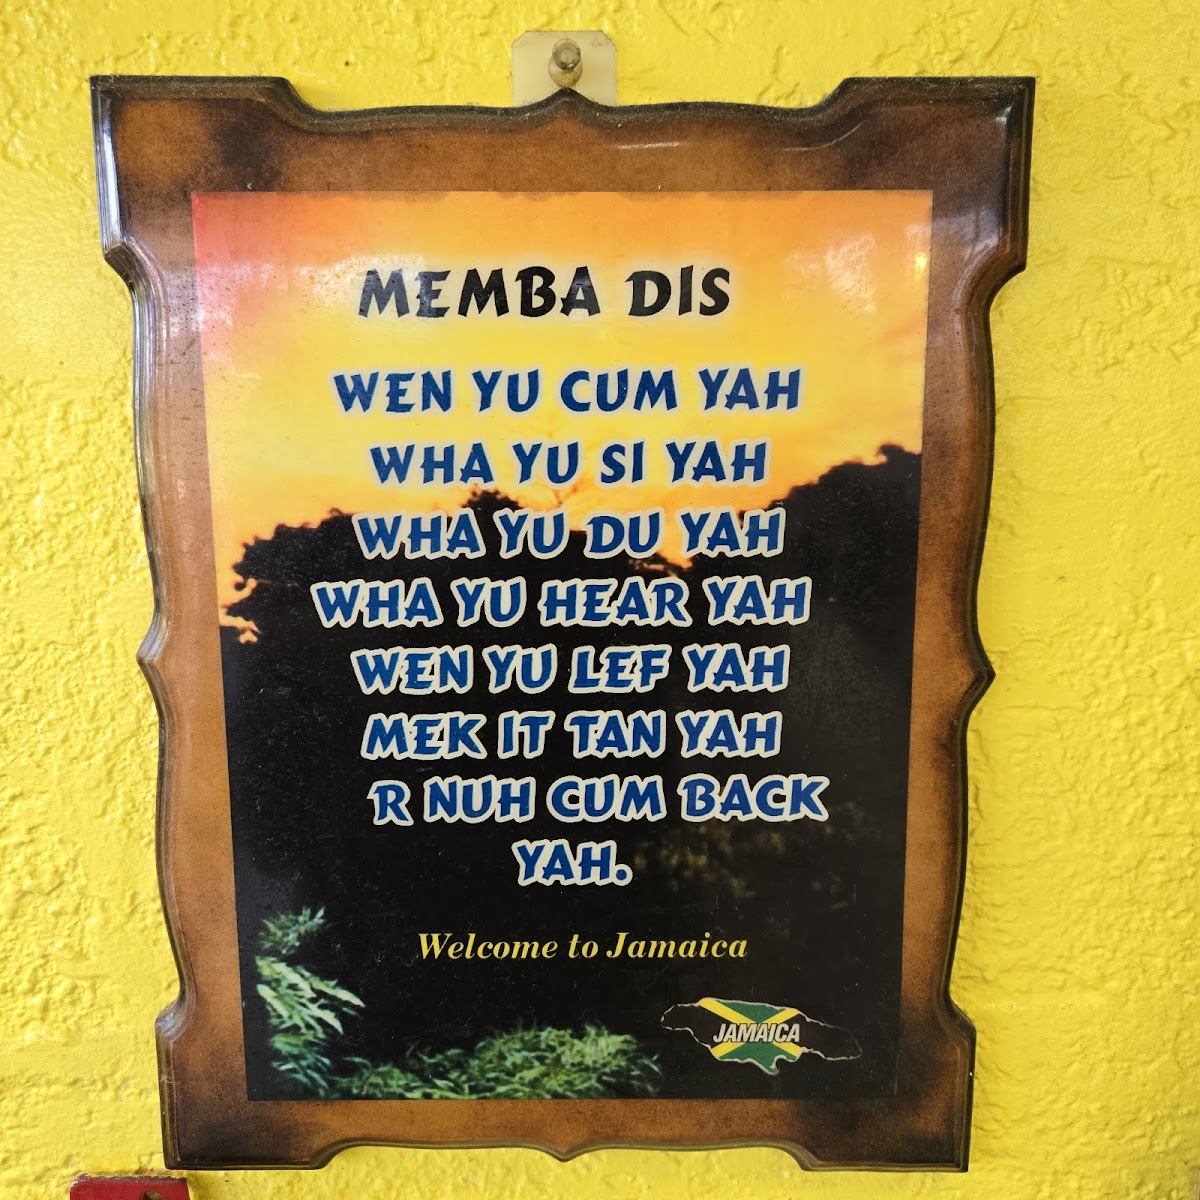 MEMBA DIS
WEN YU CUM YAH
WHA YU SI YAH
WHA YU DU YAH
WHA YU HEAR YAH
WEN YU LEF YAH
MEK IT TAN YAH
R NUH CUM BACK
YAH.
Welcome to Jamaica
JAMAICA